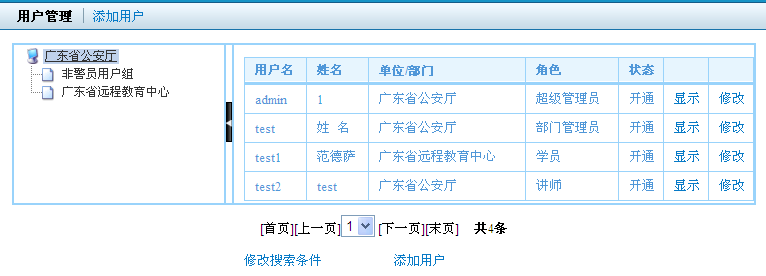 用户管理 添加用户
广东省公安厅
非警员用户组
广东省远程教育中心
用户名 姓名 单位/部门 角色 状态
admin 1 广东省公安厅 超级管理员 开通 显示 修改
test 姓 名 广东省公安厅 部门管理员 开通 显示 修改
test1 范德萨 广东省远程教育中心 学员 开通 显示 修改
test2 test 广东省公安厅 讲师 开通 显示 修改
[首页][上一页] 1 [下一页][末页] 共4条
修改搜索条件 添加用户